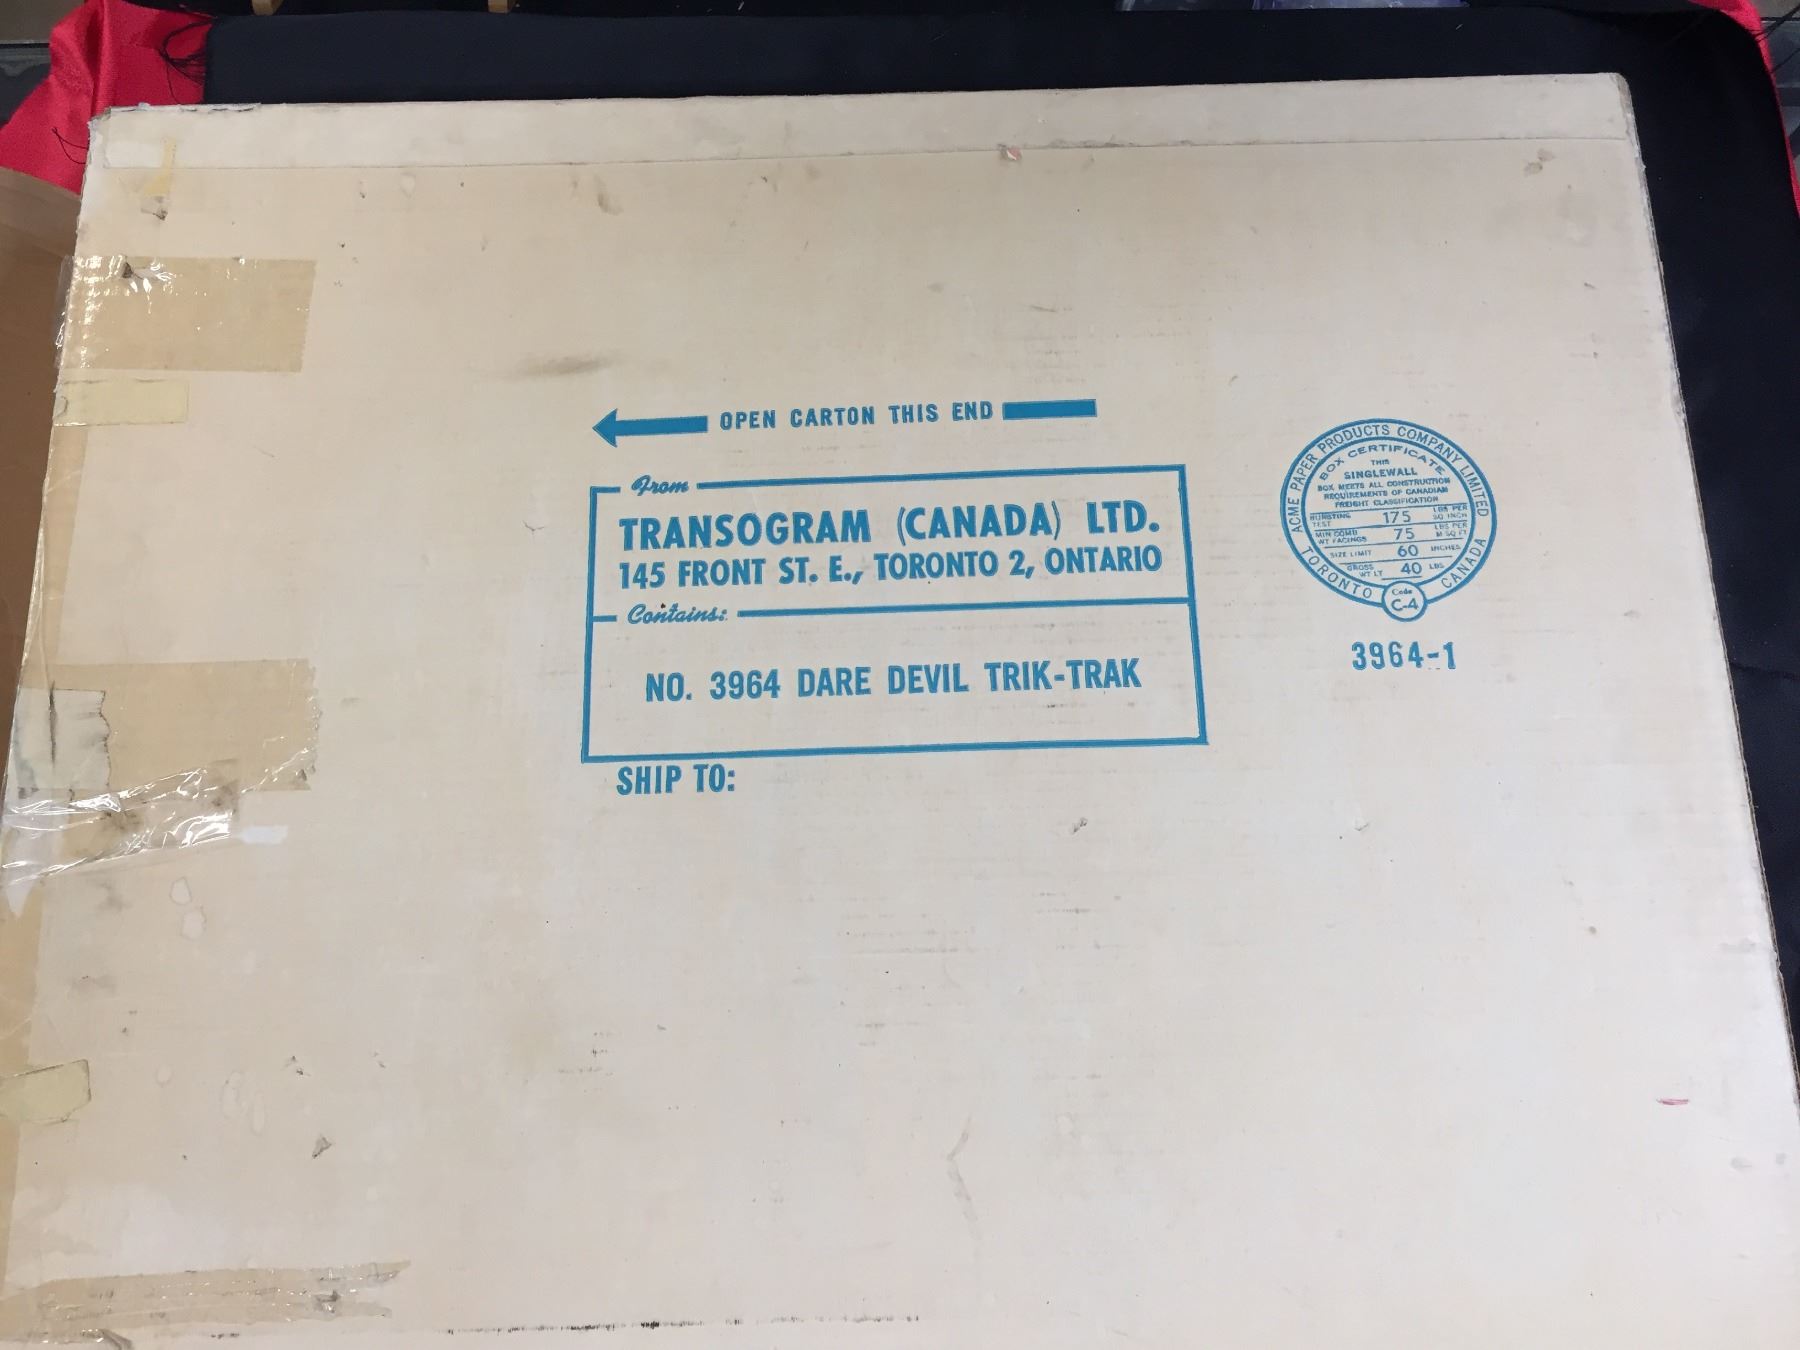 OPEN CARTON THIS END
From
TRANSOGRAM (CANADA) LTD.
145 FRONT ST. E., TORONTO 2, ONTARIO
Contains:
NO. 3964 DARE DEVIL TRIK-TRAK
SHIP TO:
ACME PAPER PRODUCTS COMPANY LIMITED
TORONTO CANADA
BOX CERTIFICATE
THIS
SINGLEWALL
BOX MEETS ALL CONSTRUCTION
REQUIREMENTS OF CANADIAN
FREIGHT CLASSIFICATION
BURSTING TEST 175 LBS PER SQ INCH
MIN COMB WT FACINGS 75 LBS PER M SQ FT
SIZE LIMIT 60 INCHES
GROSS WT LT 40 LBS
Code
C-4
3964-1